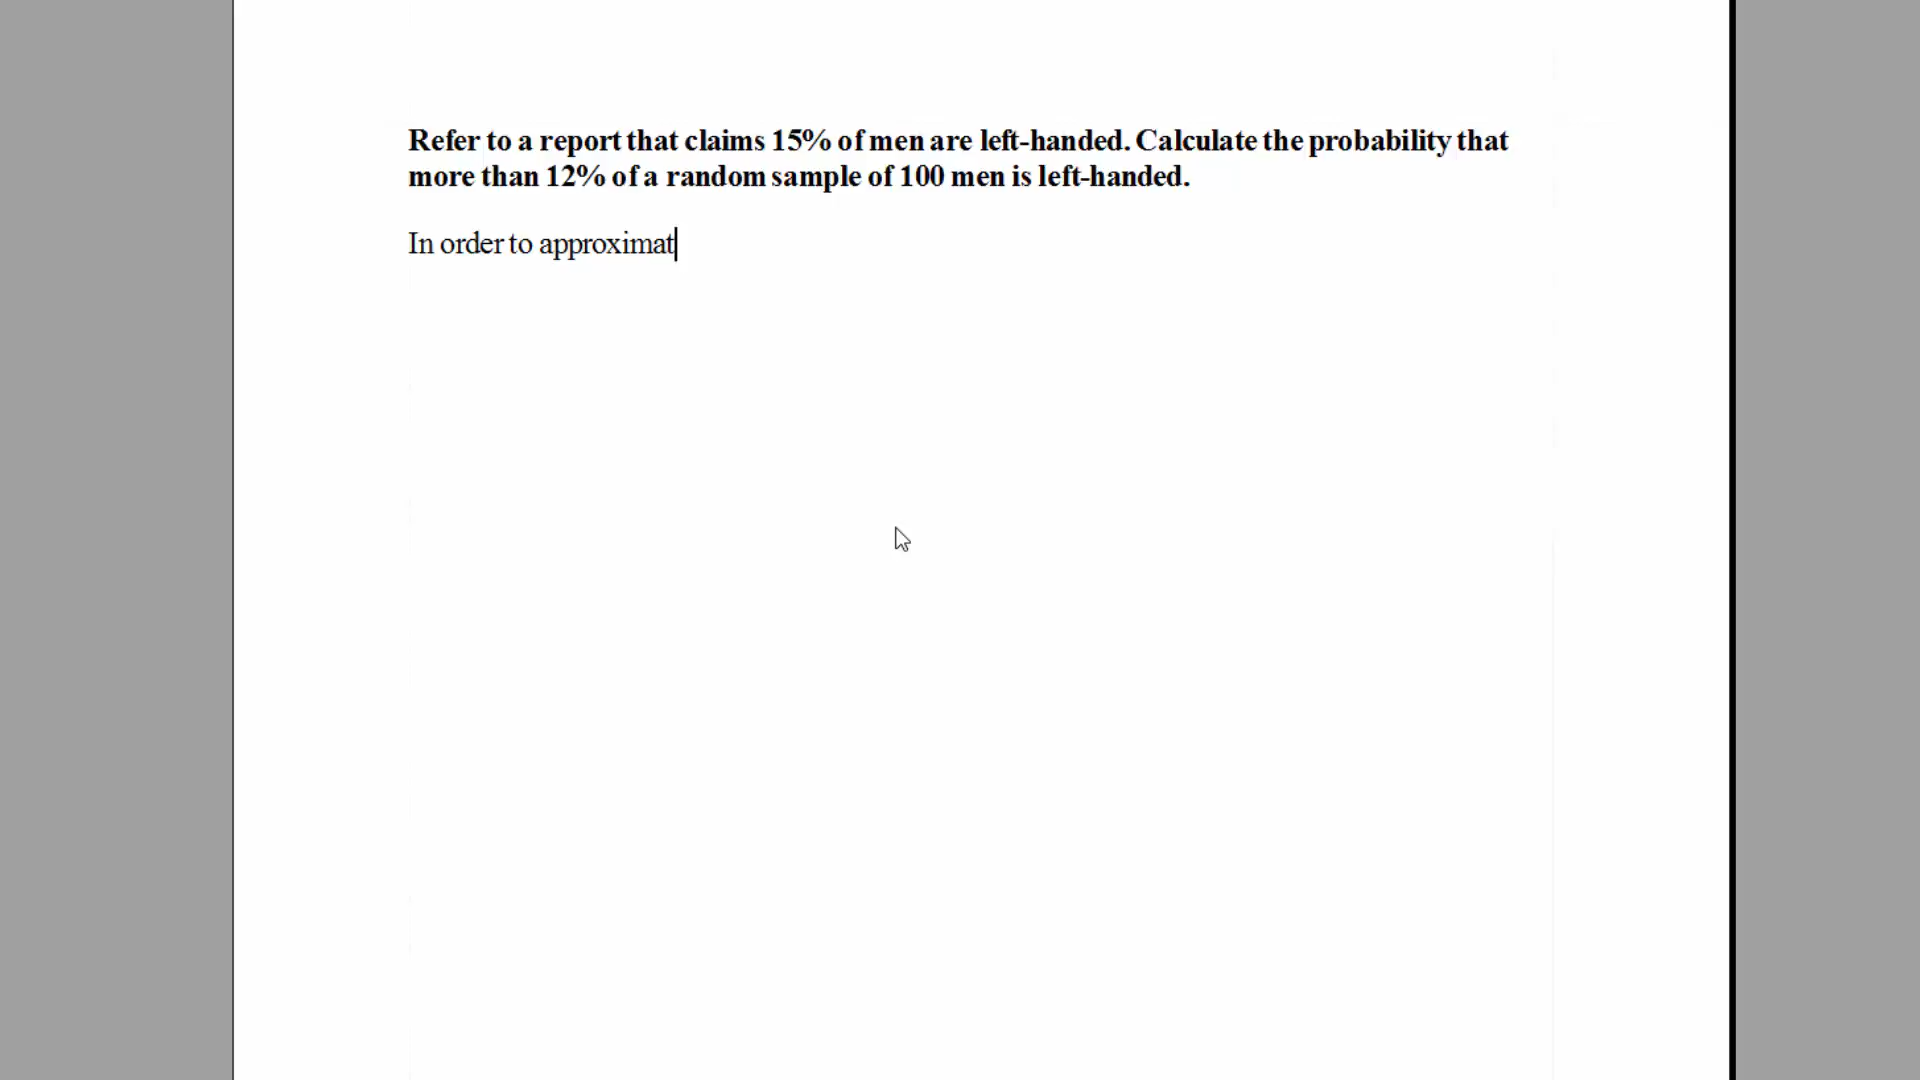 Refer to a report that claims 15% of men are left-handed. Calculate the probability that
more than 12% of a random sample of 100 men is left-handed.
In order to approximat